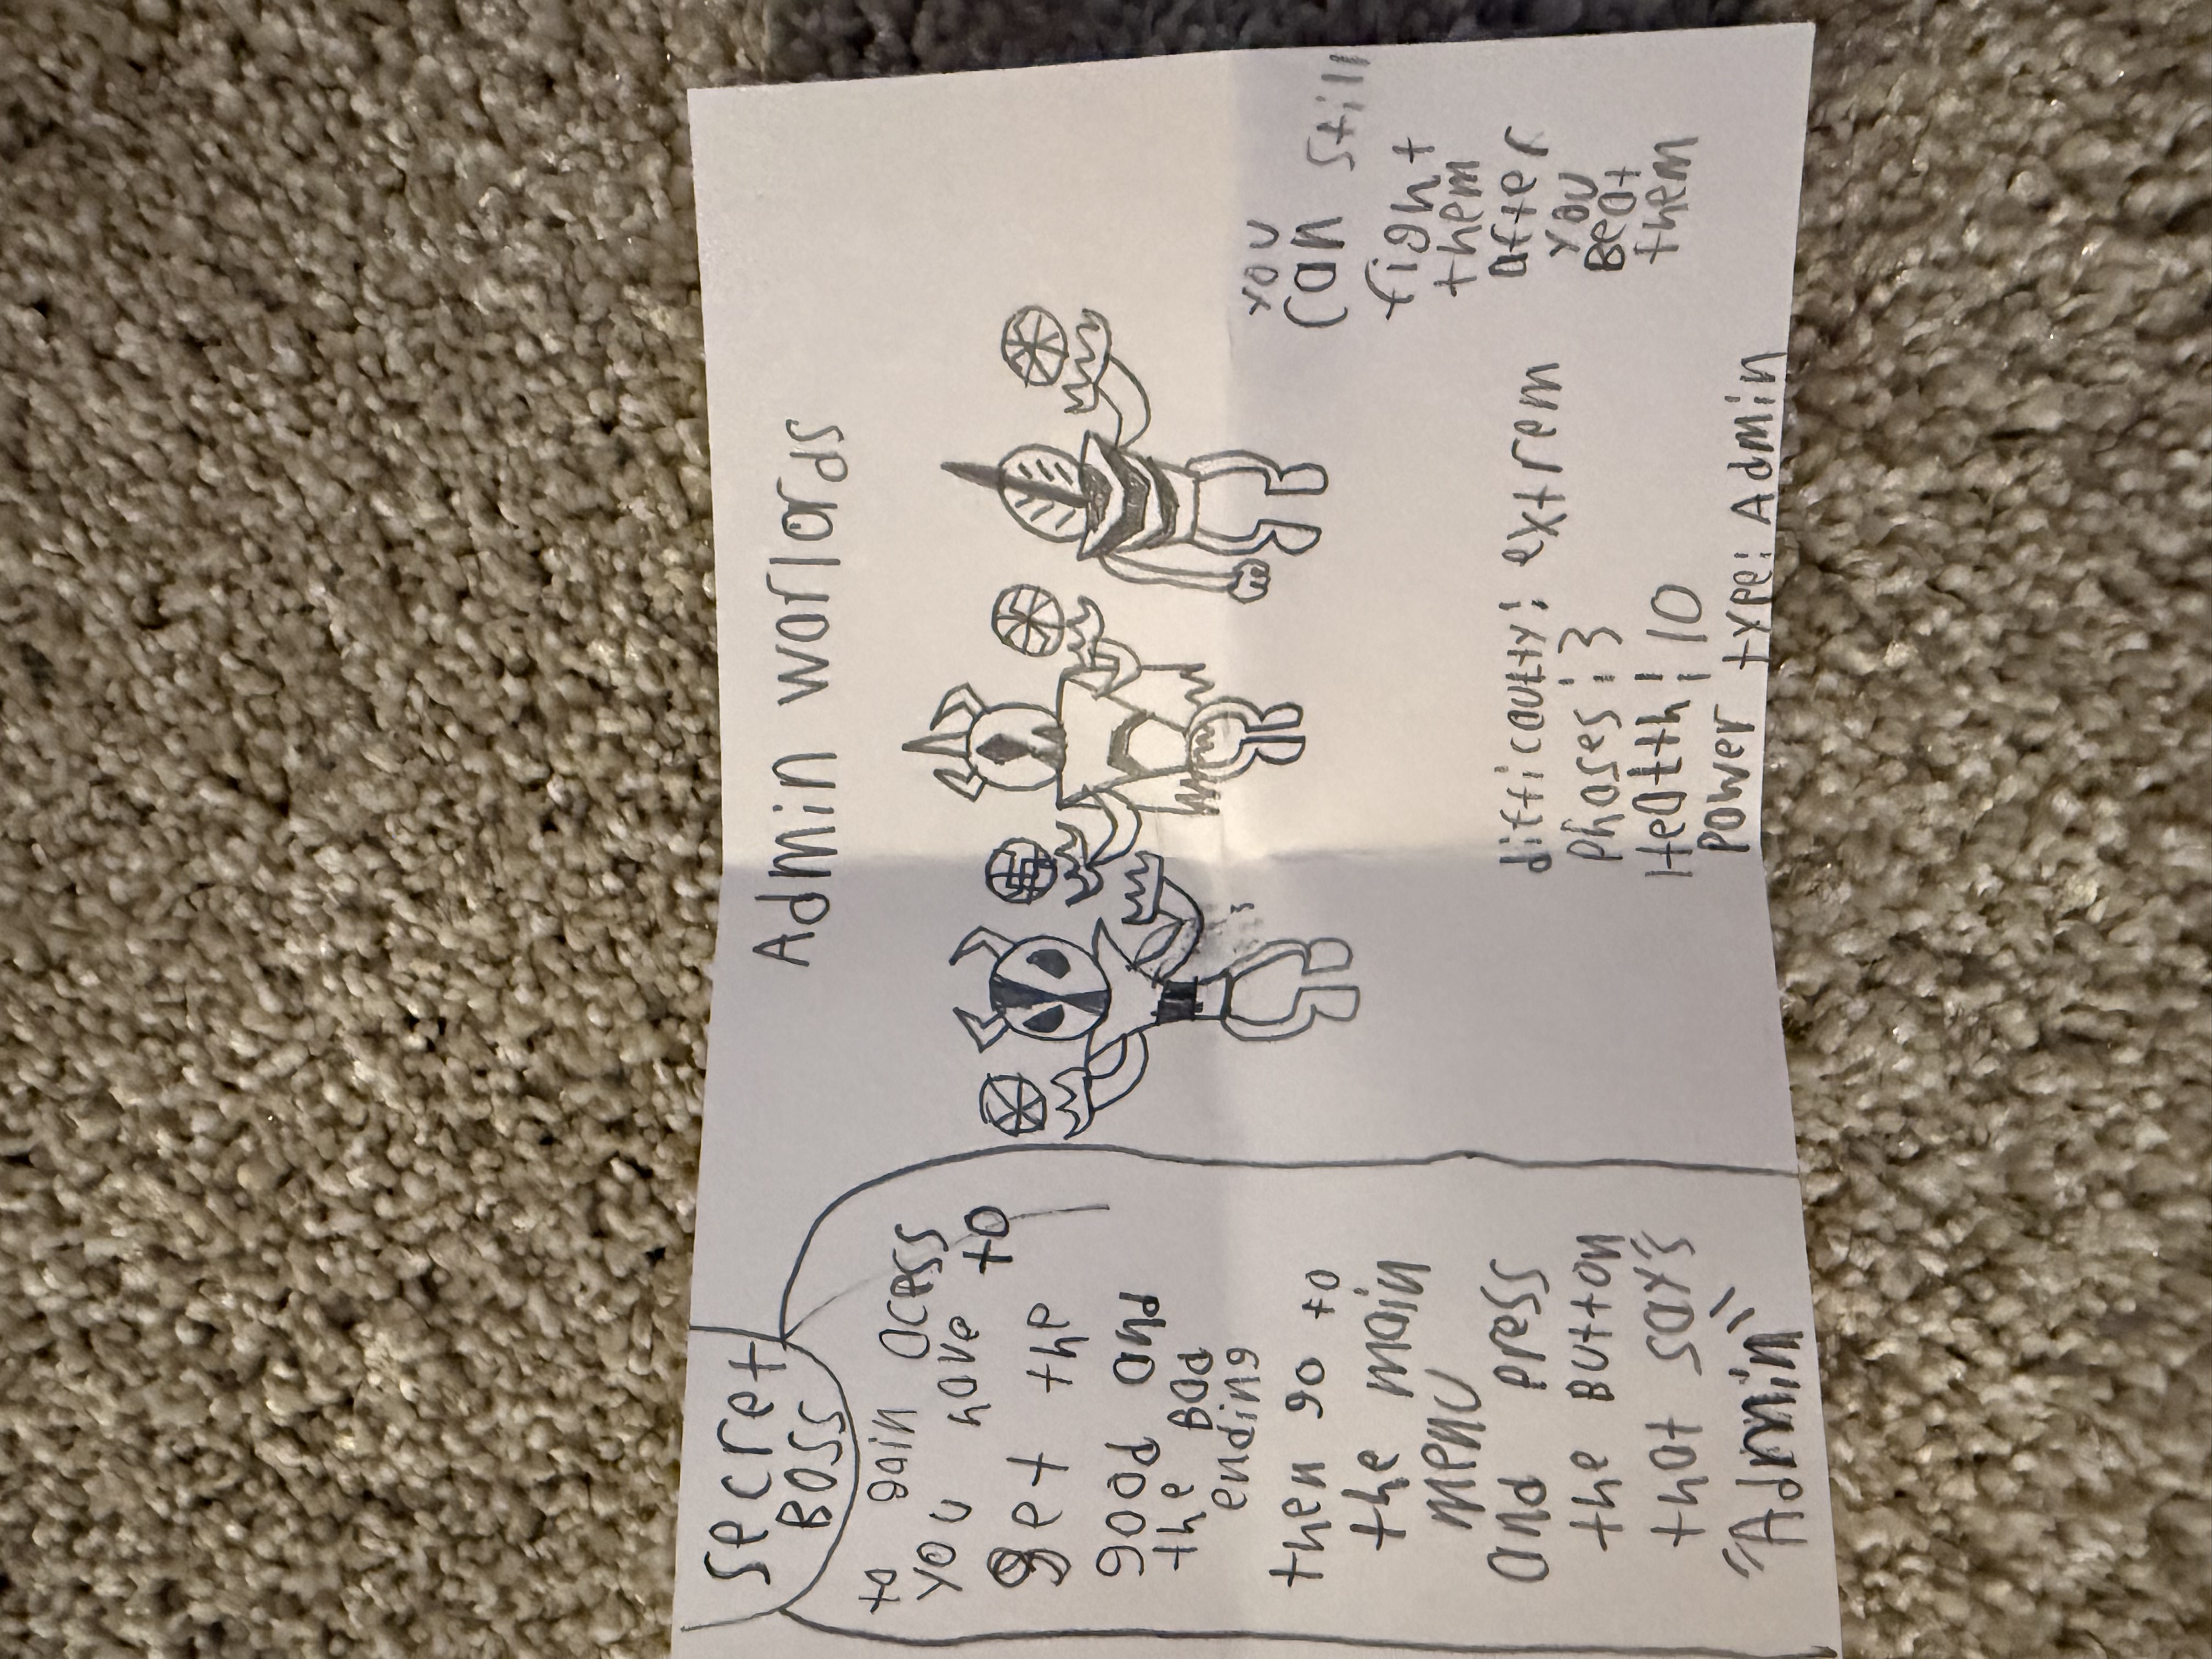 secret
BOSS
to gain acess
you have to
get the
good and
the BaD
ending
then go to
the main
menu
and press
the Button
that say's
"Admin"
Admin worlords
difficaulty: extrem
Phases: 3
Health: 10
Power type: Admin
you
can still
fight
them
after
you
Beat
them